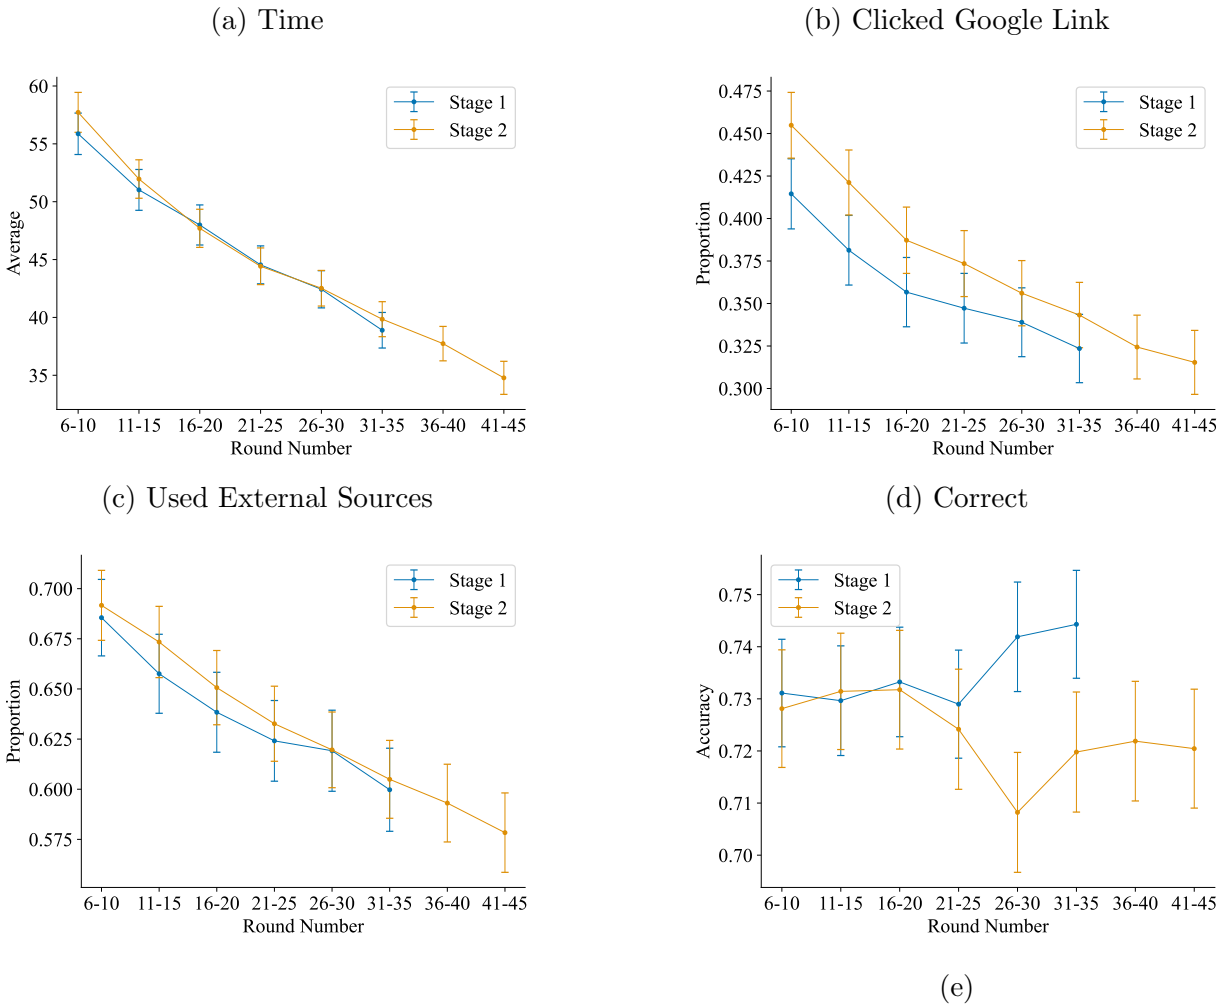 (a) Time
60
55
50
45
40
35
Average
6-10 11-15 16-20 21-25 26-30 31-35 36-40 41-45
Round Number
Stage 1
Stage 2
(b) Clicked Google Link
0.475
0.450
0.425
0.400
0.375
0.350
0.325
0.300
Proportion
6-10 11-15 16-20 21-25 26-30 31-35 36-40 41-45
Round Number
Stage 1
Stage 2
(c) Used External Sources
0.700
0.675
0.650
0.625
0.600
0.575
Proportion
6-10 11-15 16-20 21-25 26-30 31-35 36-40 41-45
Round Number
Stage 1
Stage 2
(d) Correct
0.75
0.74
0.73
0.72
0.71
0.70
Accuracy
6-10 11-15 16-20 21-25 26-30 31-35 36-40 41-45
Round Number
Stage 1
Stage 2
(e)